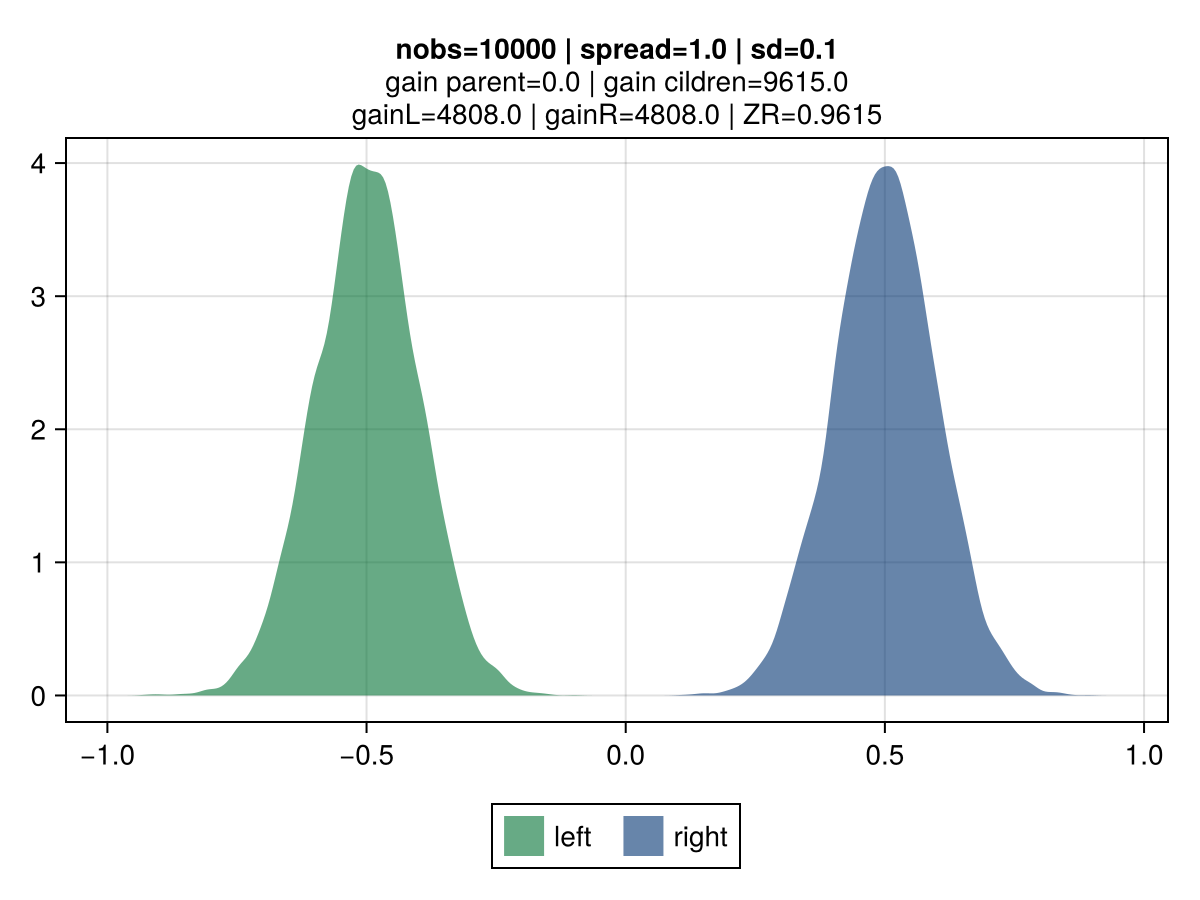 nobs=10000 | spread=1.0 | sd=0.1
gain parent=0.0 | gain cildren=9615.0
gainL=4808.0 | gainR=4808.0 | ZR=0.9615
4
3
2
1
0
−1.0 −0.5 0.0 0.5 1.0
left right